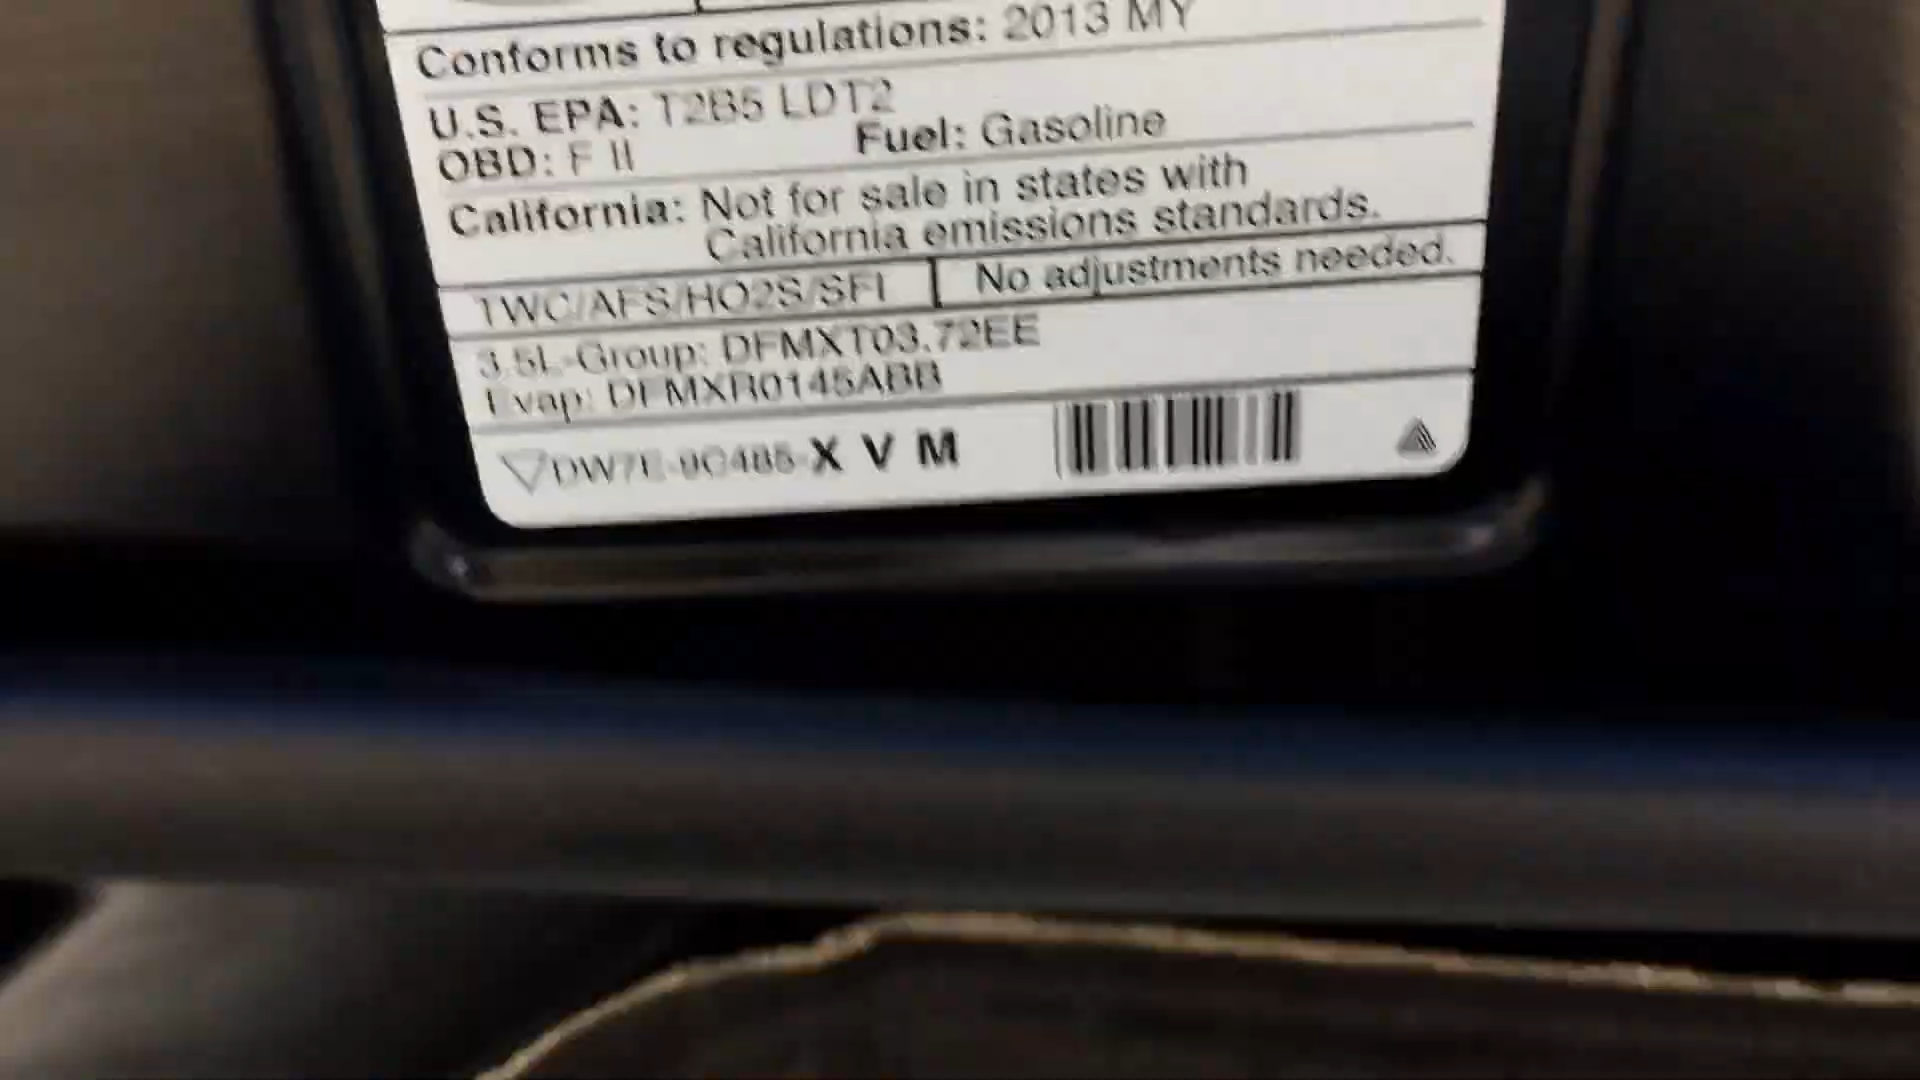 Conforms to regulations: 2013 MY
U.S. EPA: T2B5 LDT2
OBD: F II
Fuel: Gasoline
California: Not for sale in states with
California emissions standards.
TWC/AFS/HO2S/SFI
No adjustments needed.
3.5L-Group: DFMXT03.72EE
Evap: DFMXR0145ABB
DW7E-9C485-X V M